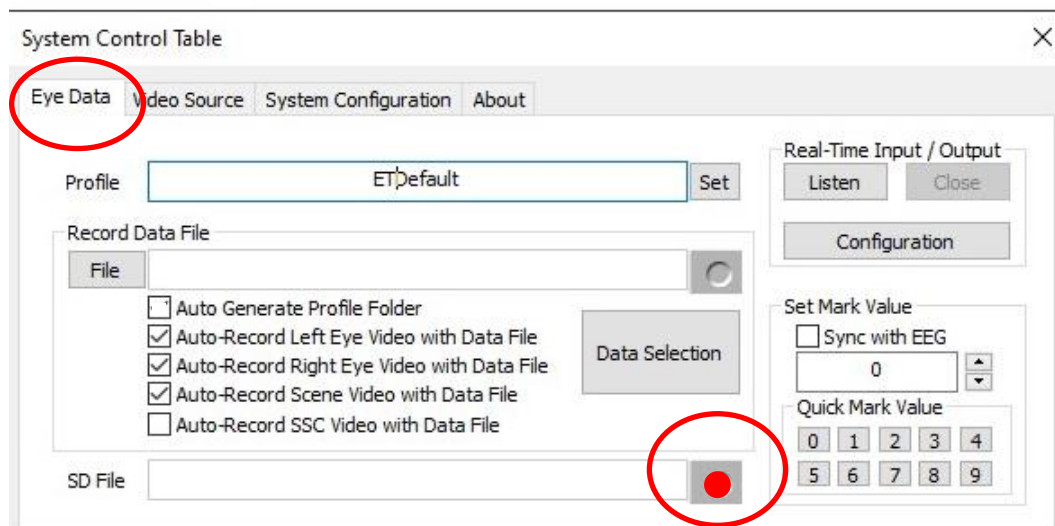 System Control Table
Eye Data Video Source System Configuration About
Profile ETDefault Set
Record Data File
File
Auto Generate Profile Folder
Auto-Record Left Eye Video with Data File
Auto-Record Right Eye Video with Data File
Auto-Record Scene Video with Data File
Auto-Record SSC Video with Data File
Data Selection
SD File
Real-Time Input / Output
Listen Close
Configuration
Set Mark Value
Sync with EEG
0
Quick Mark Value
0 1 2 3 4
5 6 7 8 9